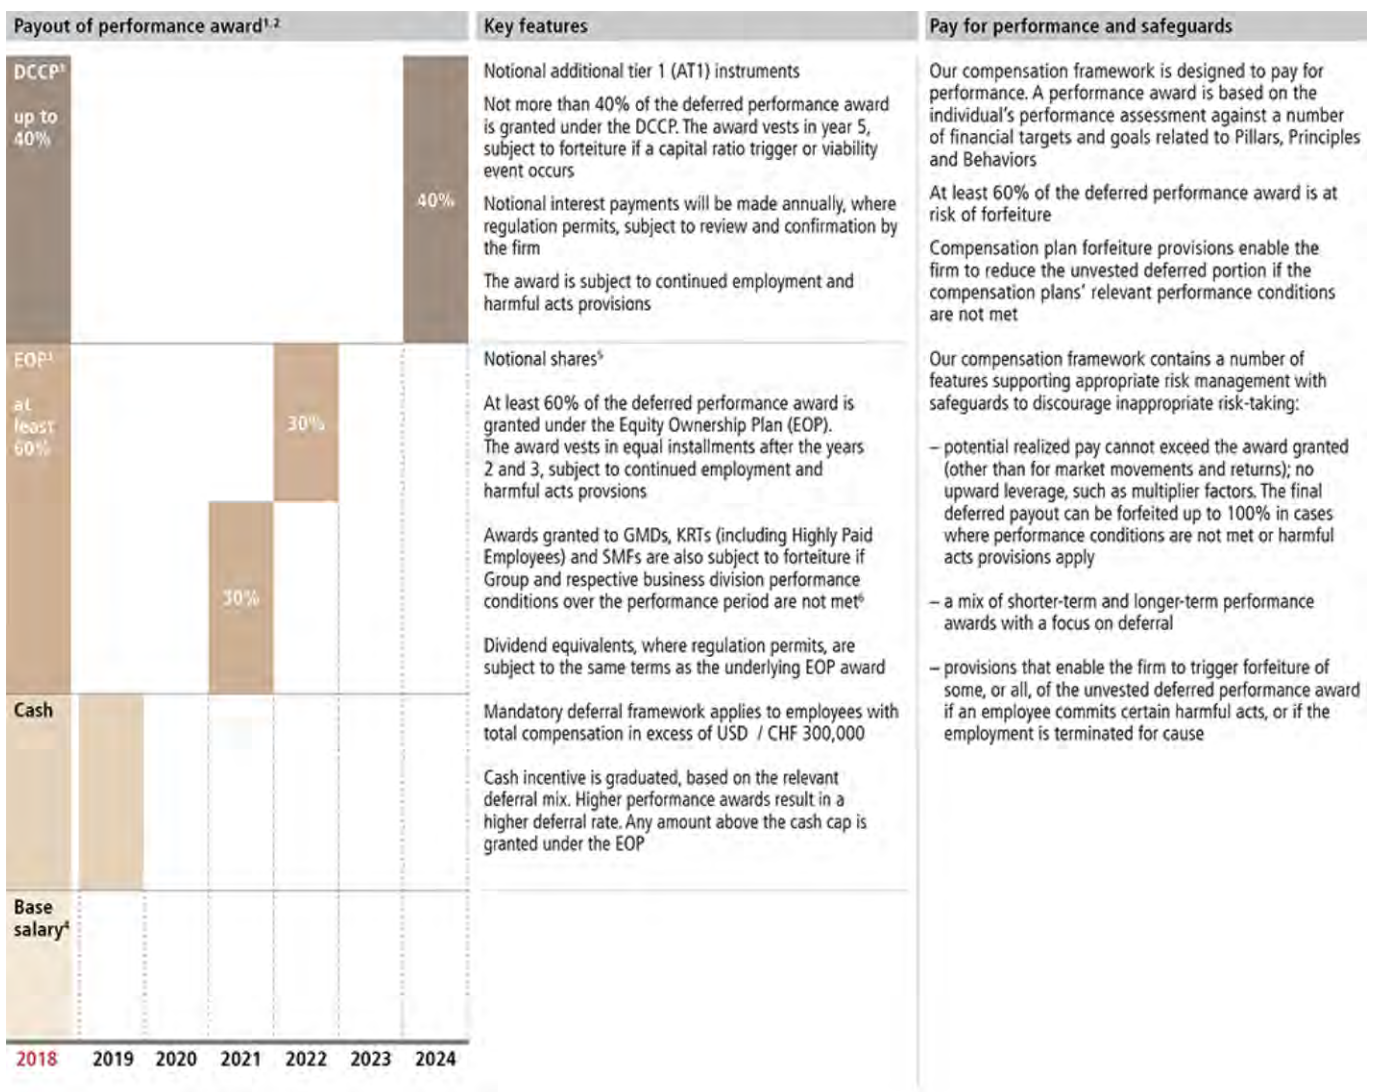 Payout of performance award1, 2
DCCP3
up to
40%
40%
EOP3
at
least
60%
30%
30%
Cash
Base
salary4
2018 2019 2020 2021 2022 2023 2024
Key features
Notional additional tier 1 (AT1) instruments
Not more than 40% of the deferred performance award
is granted under the DCCP. The award vests in year 5,
subject to forteiture if a capital ratio trigger or viability
event occurs
Notional interest payments will be made annually, where
regulation permits, subject to review and confirmation by
the firm
The award is subject to continued employment and
harmful acts provisions
Notional shares5
At least 60% of the deferred performance award is
granted under the Equity Ownership Plan (EOP).
The award vests in equal installments after the years
2 and 3, subject to continued employment and
harmful acts provsions
Awards granted to GMDs, KRTs (including Highly Paid
Employees) and SMFs are also subject to forteiture if
Group and respective business division performance
conditions over the performance period are not met6
Dividend equivalents, where regulation permits, are
subject to the same terms as the underlying EOP award
Mandatory deferral framework applies to employees with
total compensation in excess of USD / CHF 300,000
Cash incentive is graduated, based on the relevant
deferral mix. Higher performance awards result in a
higher deferral rate. Any amount above the cash cap is
granted under the EOP
Pay for performance and safeguards
Our compensation framework is designed to pay for
performance. A performance award is based on the
individual's performance assessment against a number
of financial targets and goals related to Pillars, Principles
and Behaviors
At least 60% of the deferred performance award is at
risk of forfeiture
Compensation plan forfeiture provisions enable the
firm to reduce the unvested deferred portion if the
compensation plans' relevant performance conditions
are not met
Our compensation framework contains a number of
features supporting appropriate risk management with
safeguards to discourage inappropriate risk-taking:
– potential realized pay cannot exceed the award granted
(other than for market movements and returns); no
upward leverage, such as multiplier factors. The final
deferred payout can be forfeited up to 100% in cases
where performance conditions are not met or harmful
acts provisions apply
– a mix of shorter-term and longer-term performance
awards with a focus on deferral
– provisions that enable the firm to trigger forfeiture of
some, or all, of the unvested deferred performance award
if an employee commits certain harmful acts, or if the
employment is terminated for cause